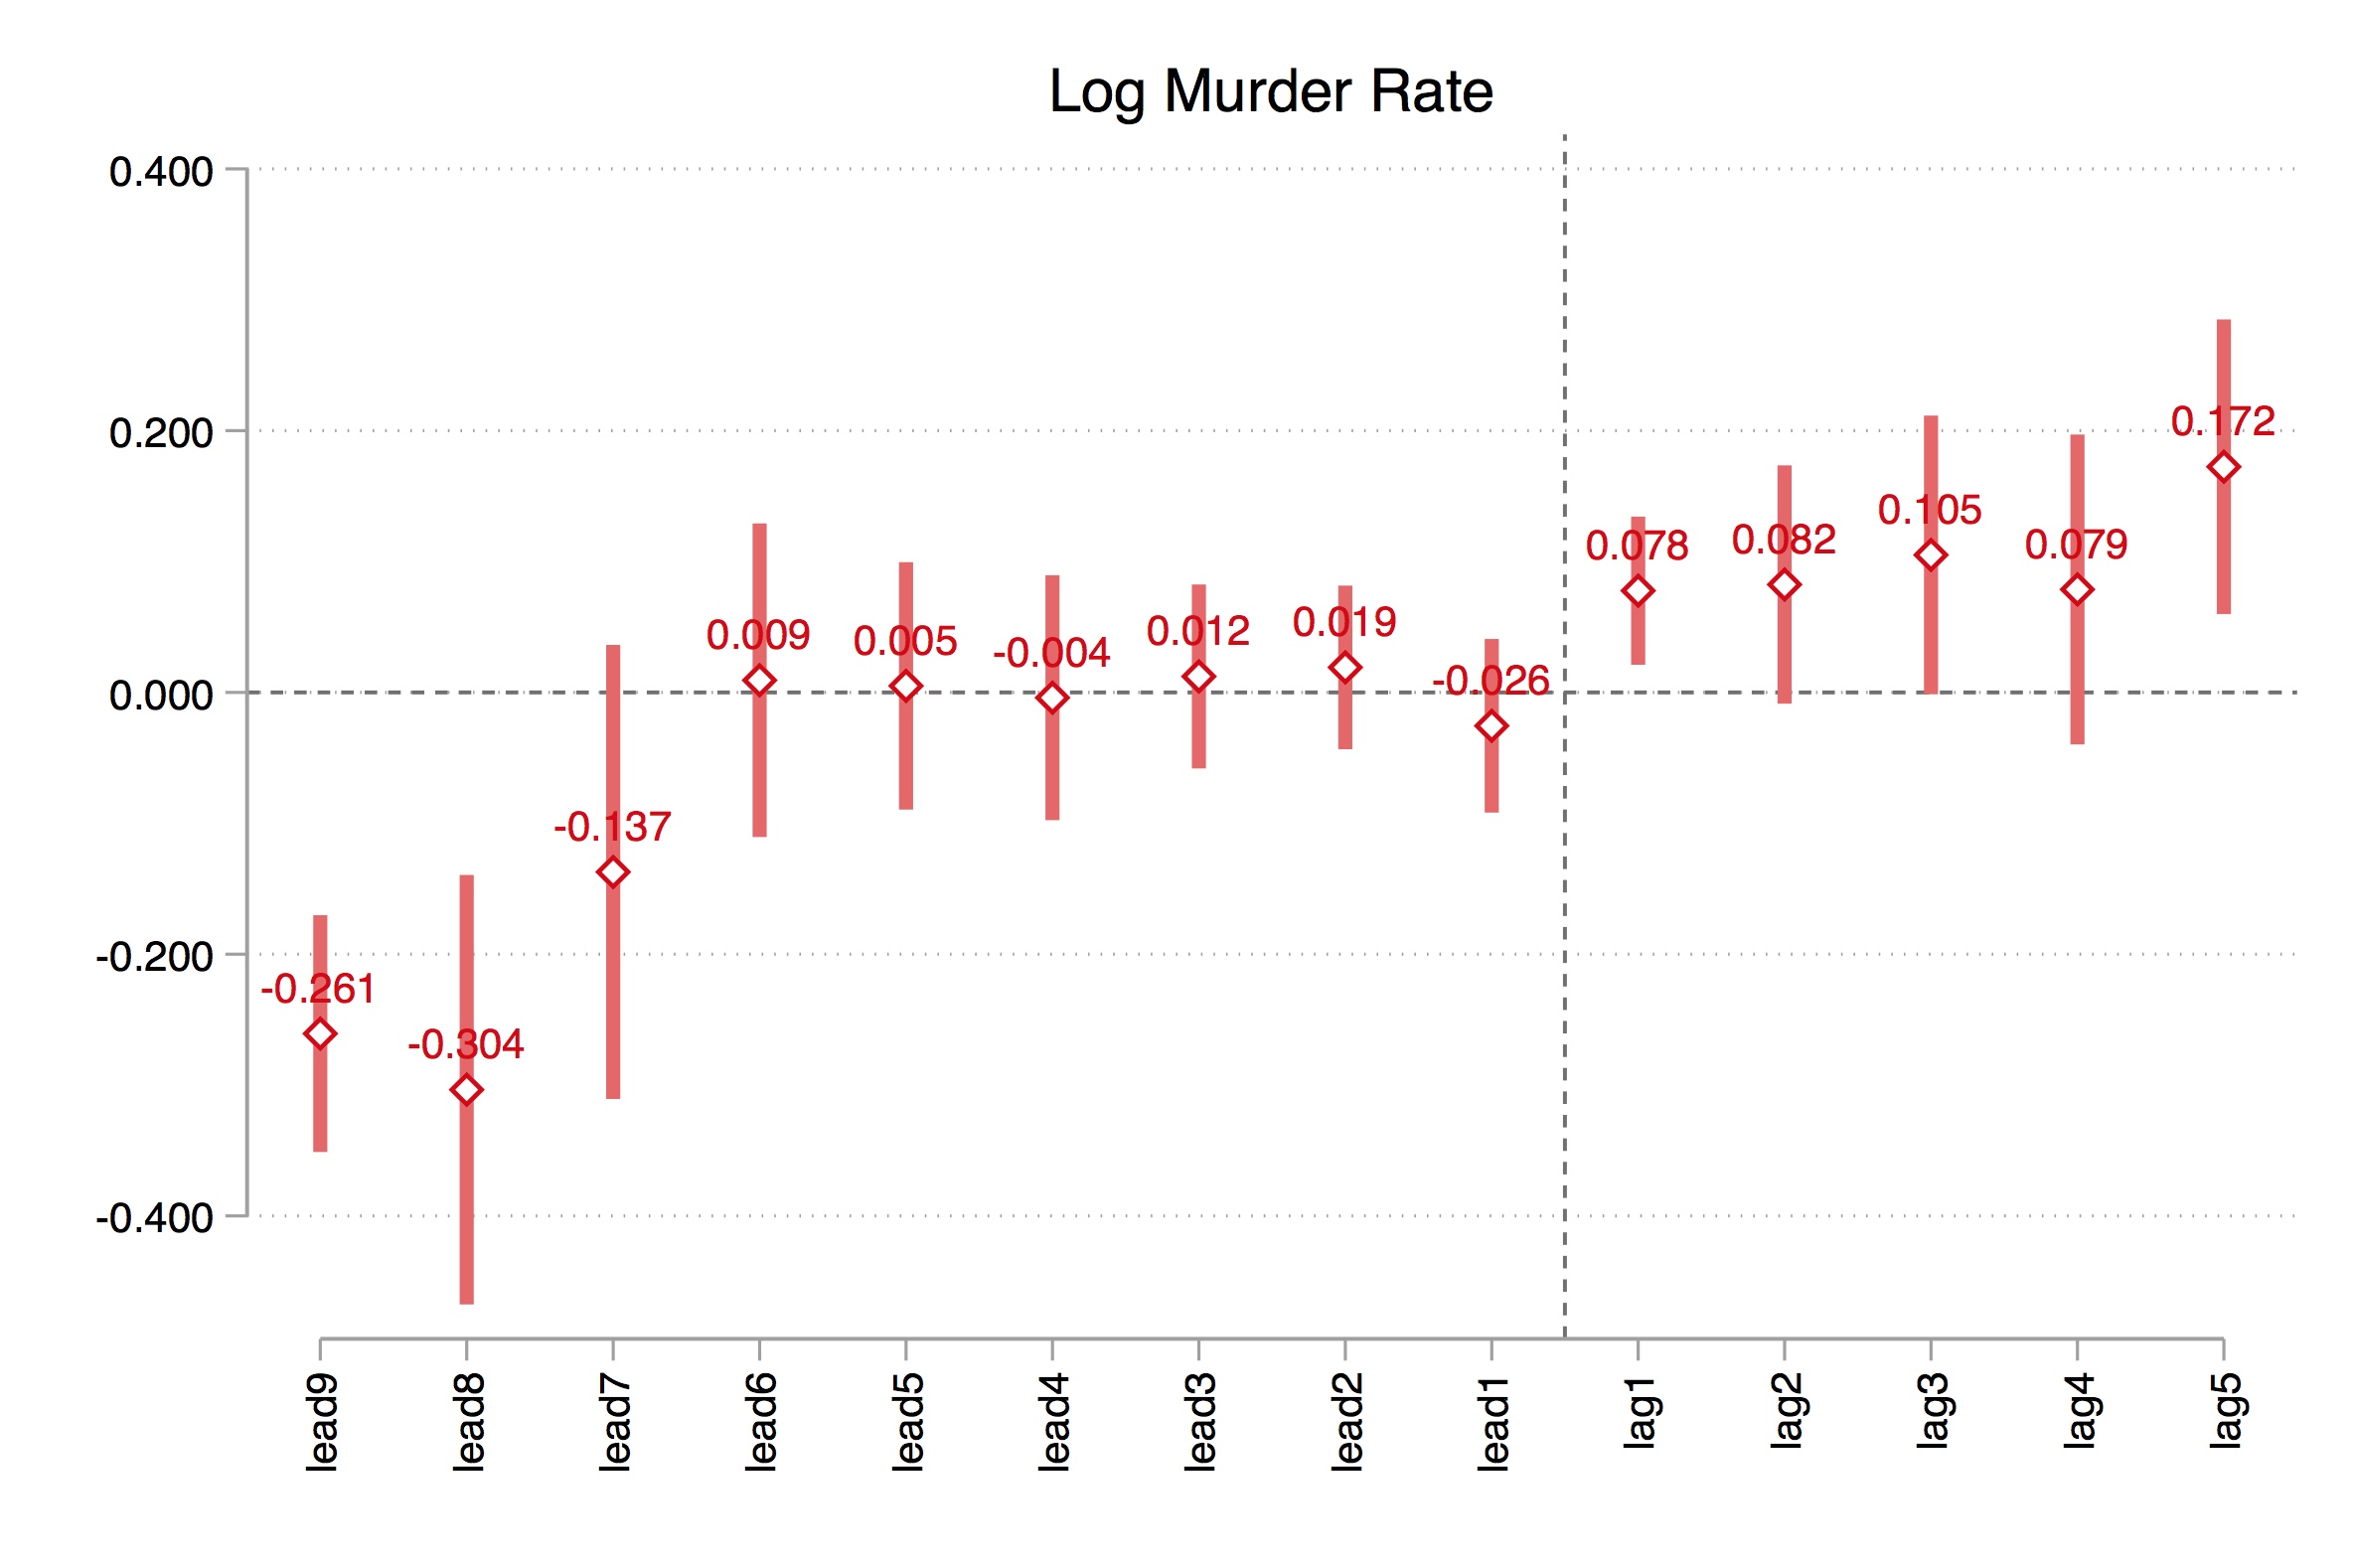 Log Murder Rate
0.400
0.200
0.000
-0.200
-0.400
-0.261
-0.304
-0.137
0.009
0.005
-0.004
0.012
0.019
-0.026
0.078
0.082
0.105
0.079
0.172
lead9
lead8
lead7
lead6
lead5
lead4
lead3
lead2
lead1
lag1
lag2
lag3
lag4
lag5